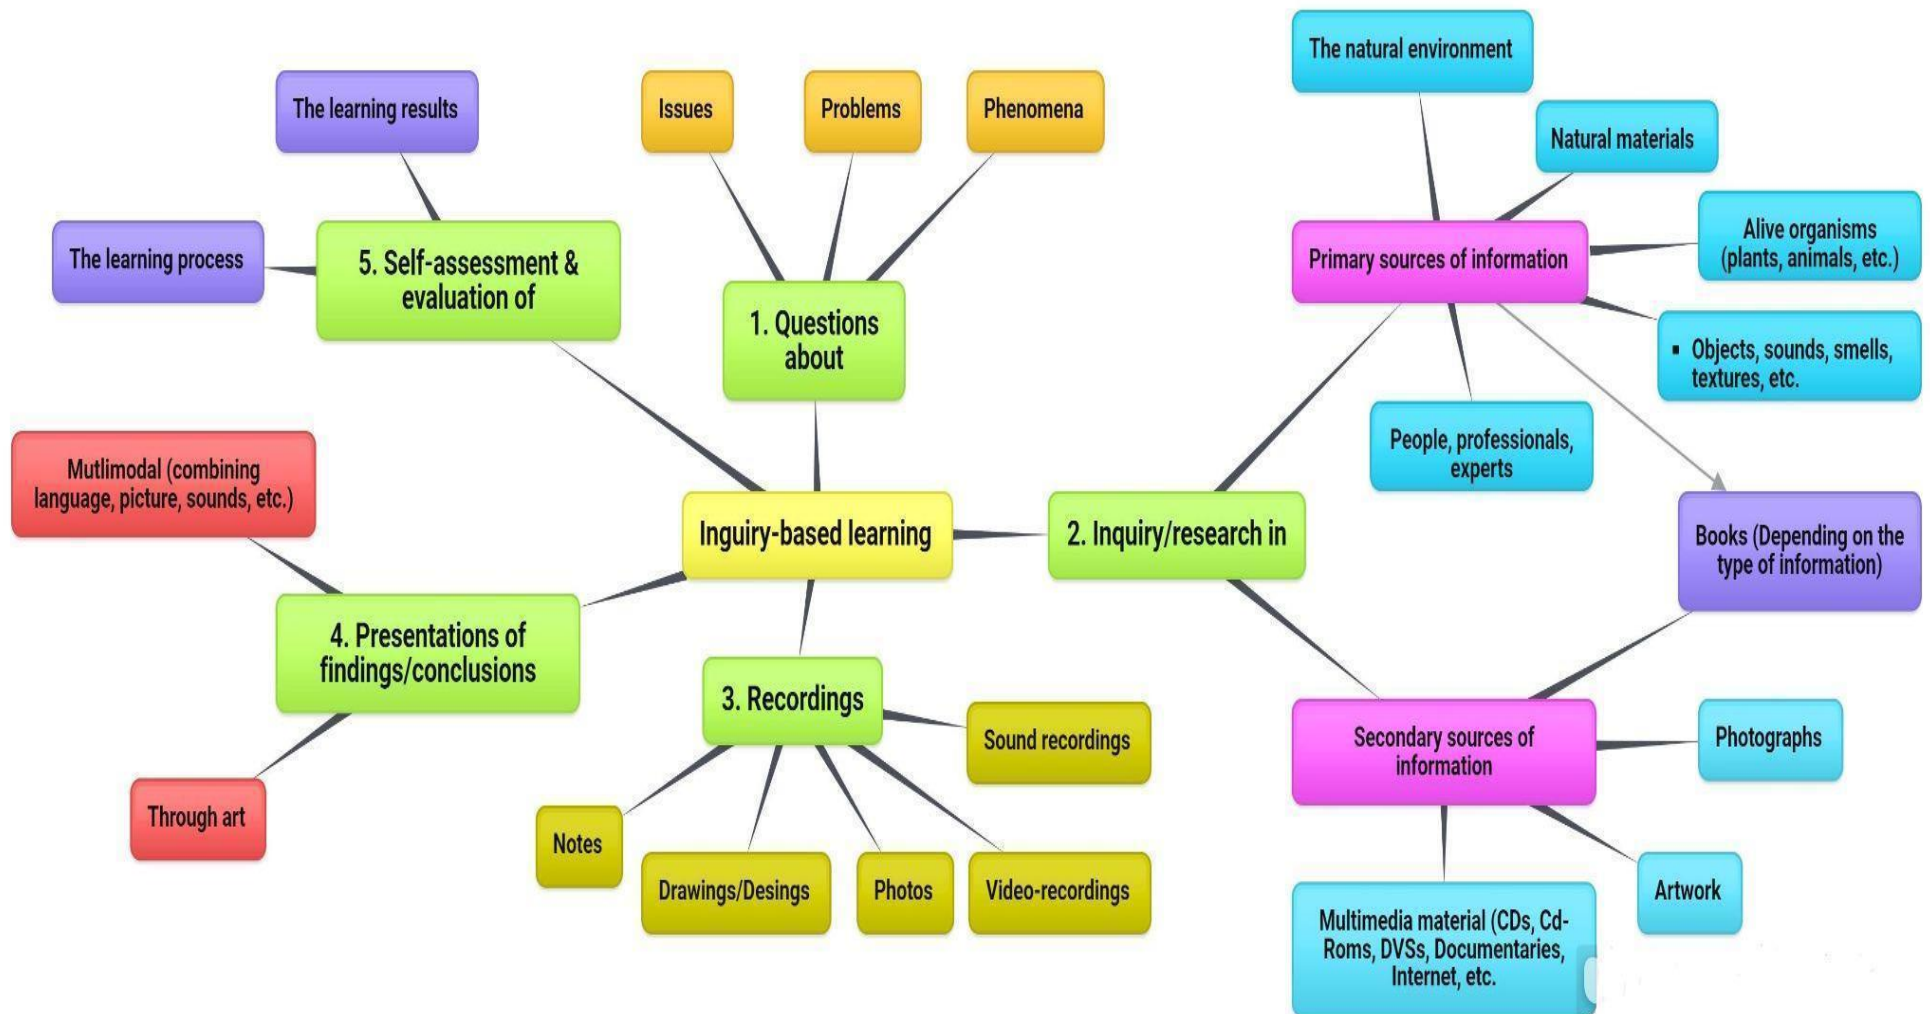 The natural environment
The learning results
Issues
Problems
Phenomena
Natural materials
Alive organisms
(plants, animals, etc.)
The learning process
5. Self-assessment &
evaluation of
Primary sources of information
1. Questions
about
▪ Objects, sounds, smells,
textures, etc.
People, professionals,
experts
Mutlimodal (combining
language, picture, sounds, etc.)
Inguiry-based learning
2. Inquiry/research in
Books (Depending on the
type of information)
4. Presentations of
findings/conclusions
3. Recordings
Sound recordings
Secondary sources of
information
Photographs
Through art
Notes
Drawings/Desings
Photos
Video-recordings
Artwork
Multimedia material (CDs, Cd-
Roms, DVSs, Documentaries,
Internet, etc.